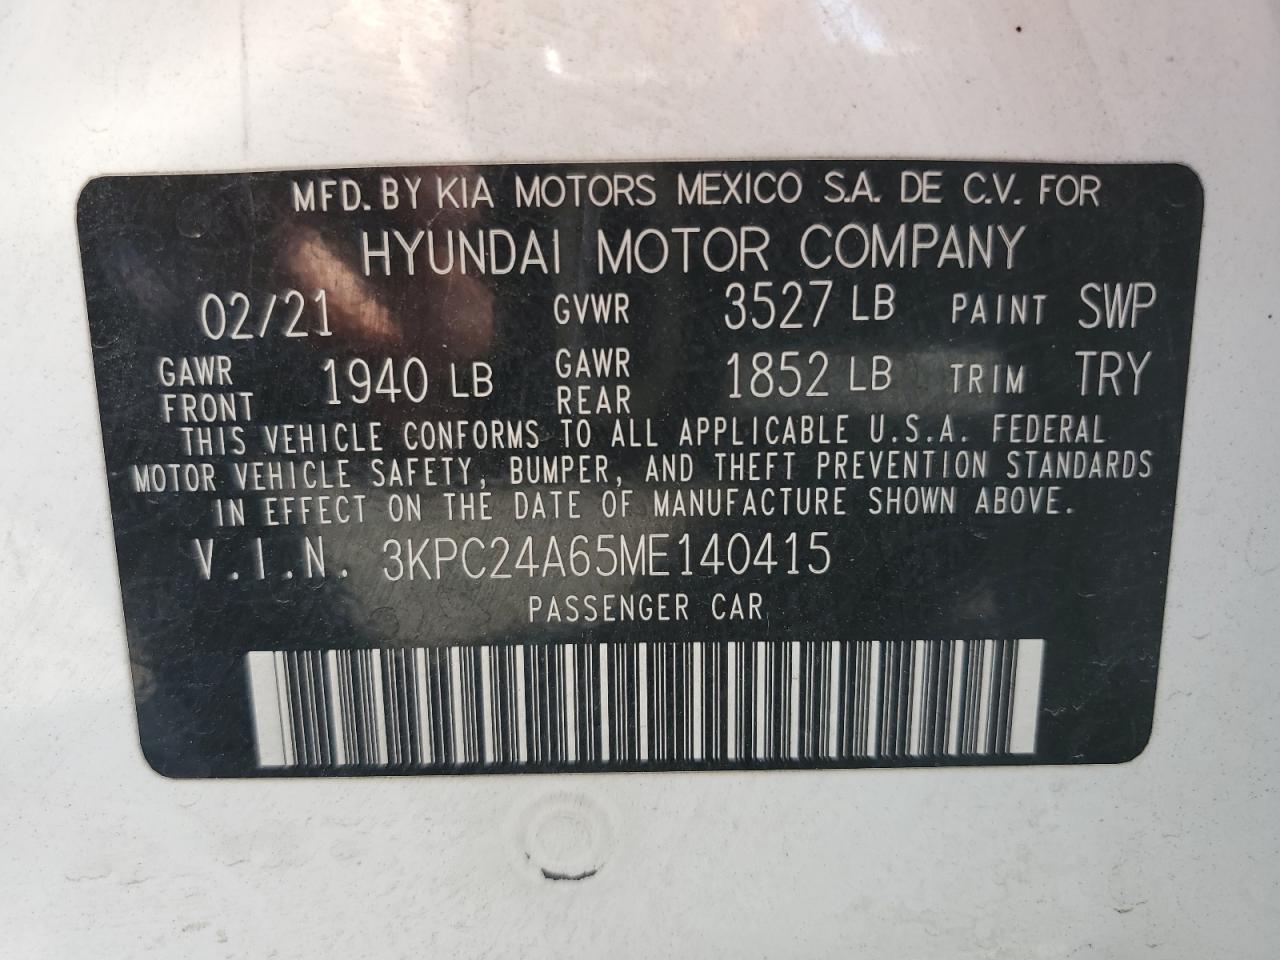 MFD. BY KIA MOTORS MEXICO S.A. DE C.V. FOR
HYUNDAI MOTOR COMPANY
02/21 GVWR 3527 LB PAINT SWP
GAWR FRONT 1940 LB GAWR REAR 1852 LB TRIM TRY
THIS VEHICLE CONFORMS TO ALL APPLICABLE U.S.A. FEDERAL
MOTOR VEHICLE SAFETY, BUMPER, AND THEFT PREVENTION STANDARDS
IN EFFECT ON THE DATE OF MANUFACTURE SHOWN ABOVE.
V.I.N. 3KPC24A65ME140415
PASSENGER CAR